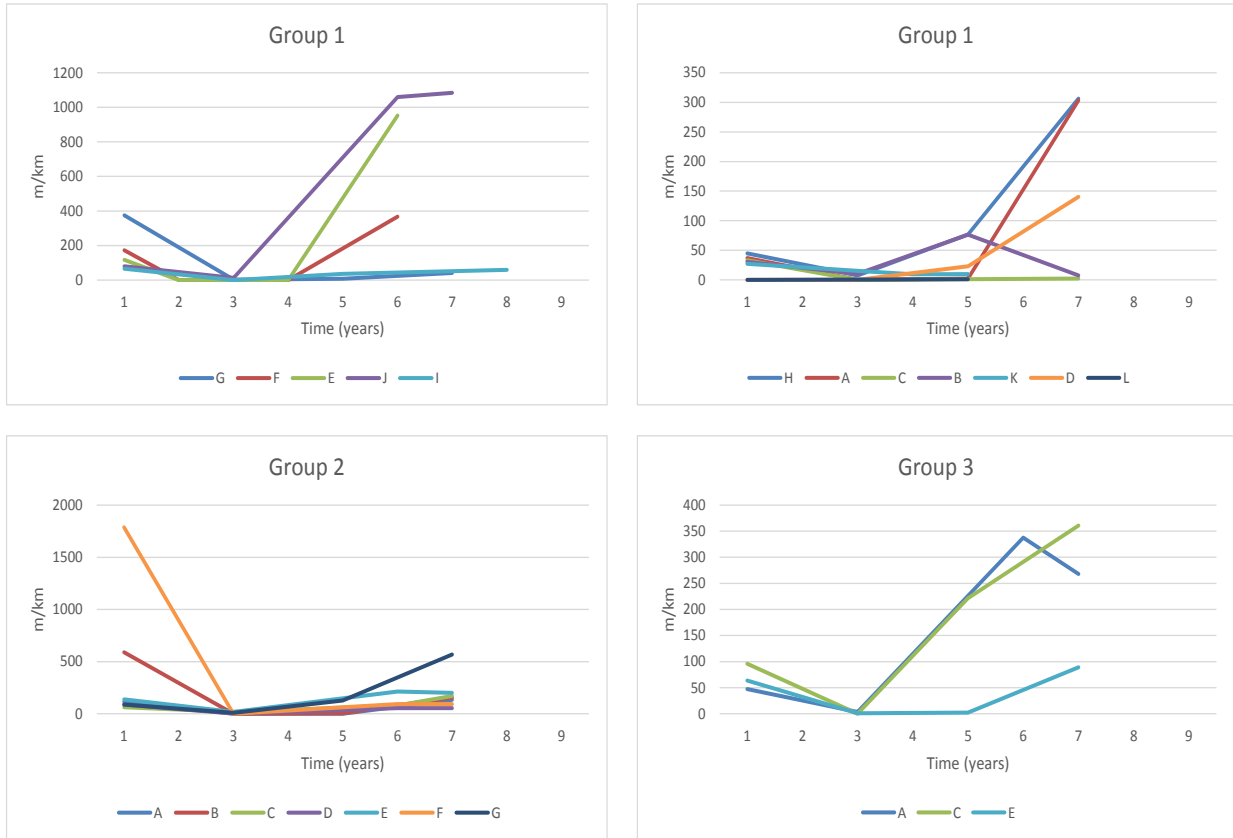 Group 1
1200
1000
800
600
400
200
0
m/km
1 2 3 4 5 6 7 8 9
Time (years)
G F E J I
Group 1
350
300
250
200
150
100
50
0
m/km
1 2 3 4 5 6 7 8 9
Time (years)
H A C B K D L
Group 2
2000
1500
1000
500
0
m/km
1 2 3 4 5 6 7 8 9
Time (years)
A B C D E F G
Group 3
400
350
300
250
200
150
100
50
0
m/km
1 2 3 4 5 6 7 8 9
Time (years)
A C E